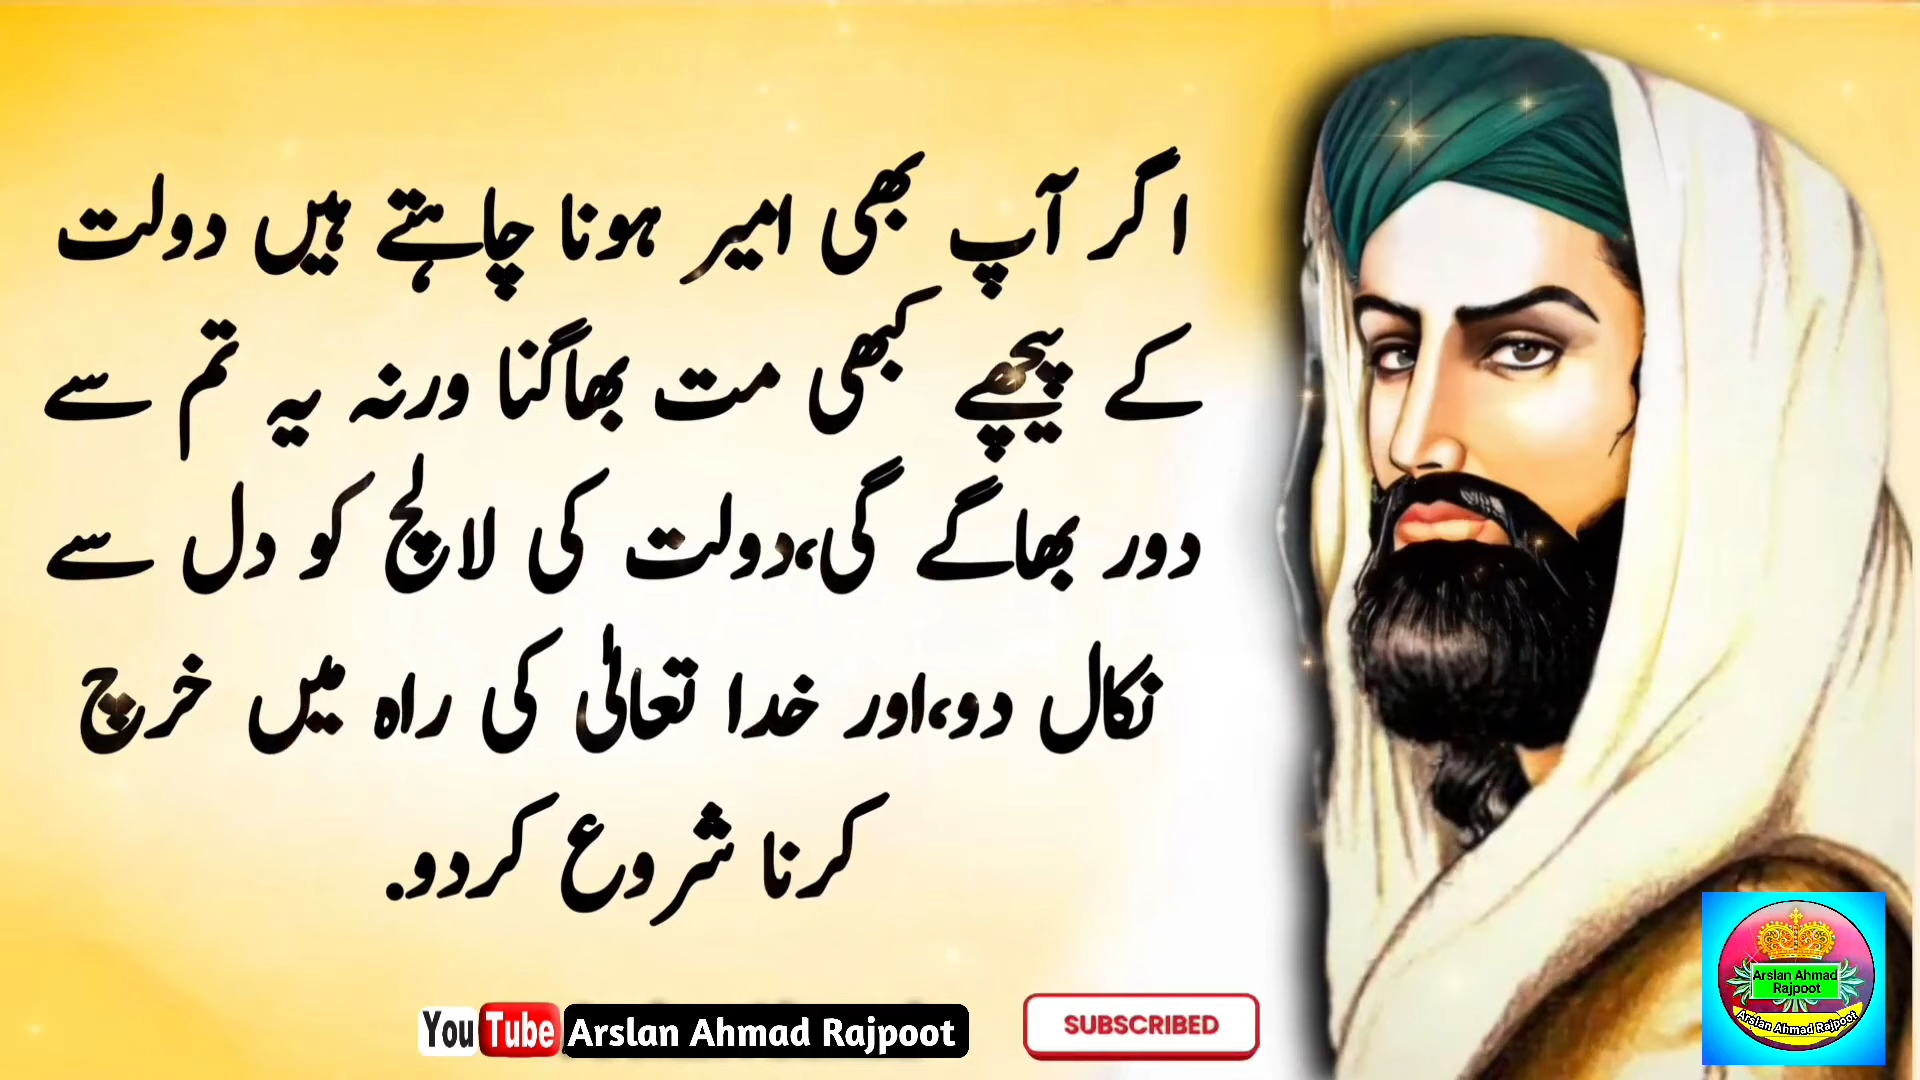 اگر آپ بھی امیر ہونا چاہتے ہیں دولت
کے پیچھے کبھی مت بھاگنا ورنہ یہ تم سے
دور بھاگے گی،دولت کی لالچ کو دل سے
نکال دو،اور خدا تعالیٰ کی راہ میں خرچ
کرنا شروع کردو.
YouTube Arslan Ahmad Rajpoot
SUBSCRIBED
Arslan Ahmad
Rajpoot
Arslan Ahmad Rajpoot